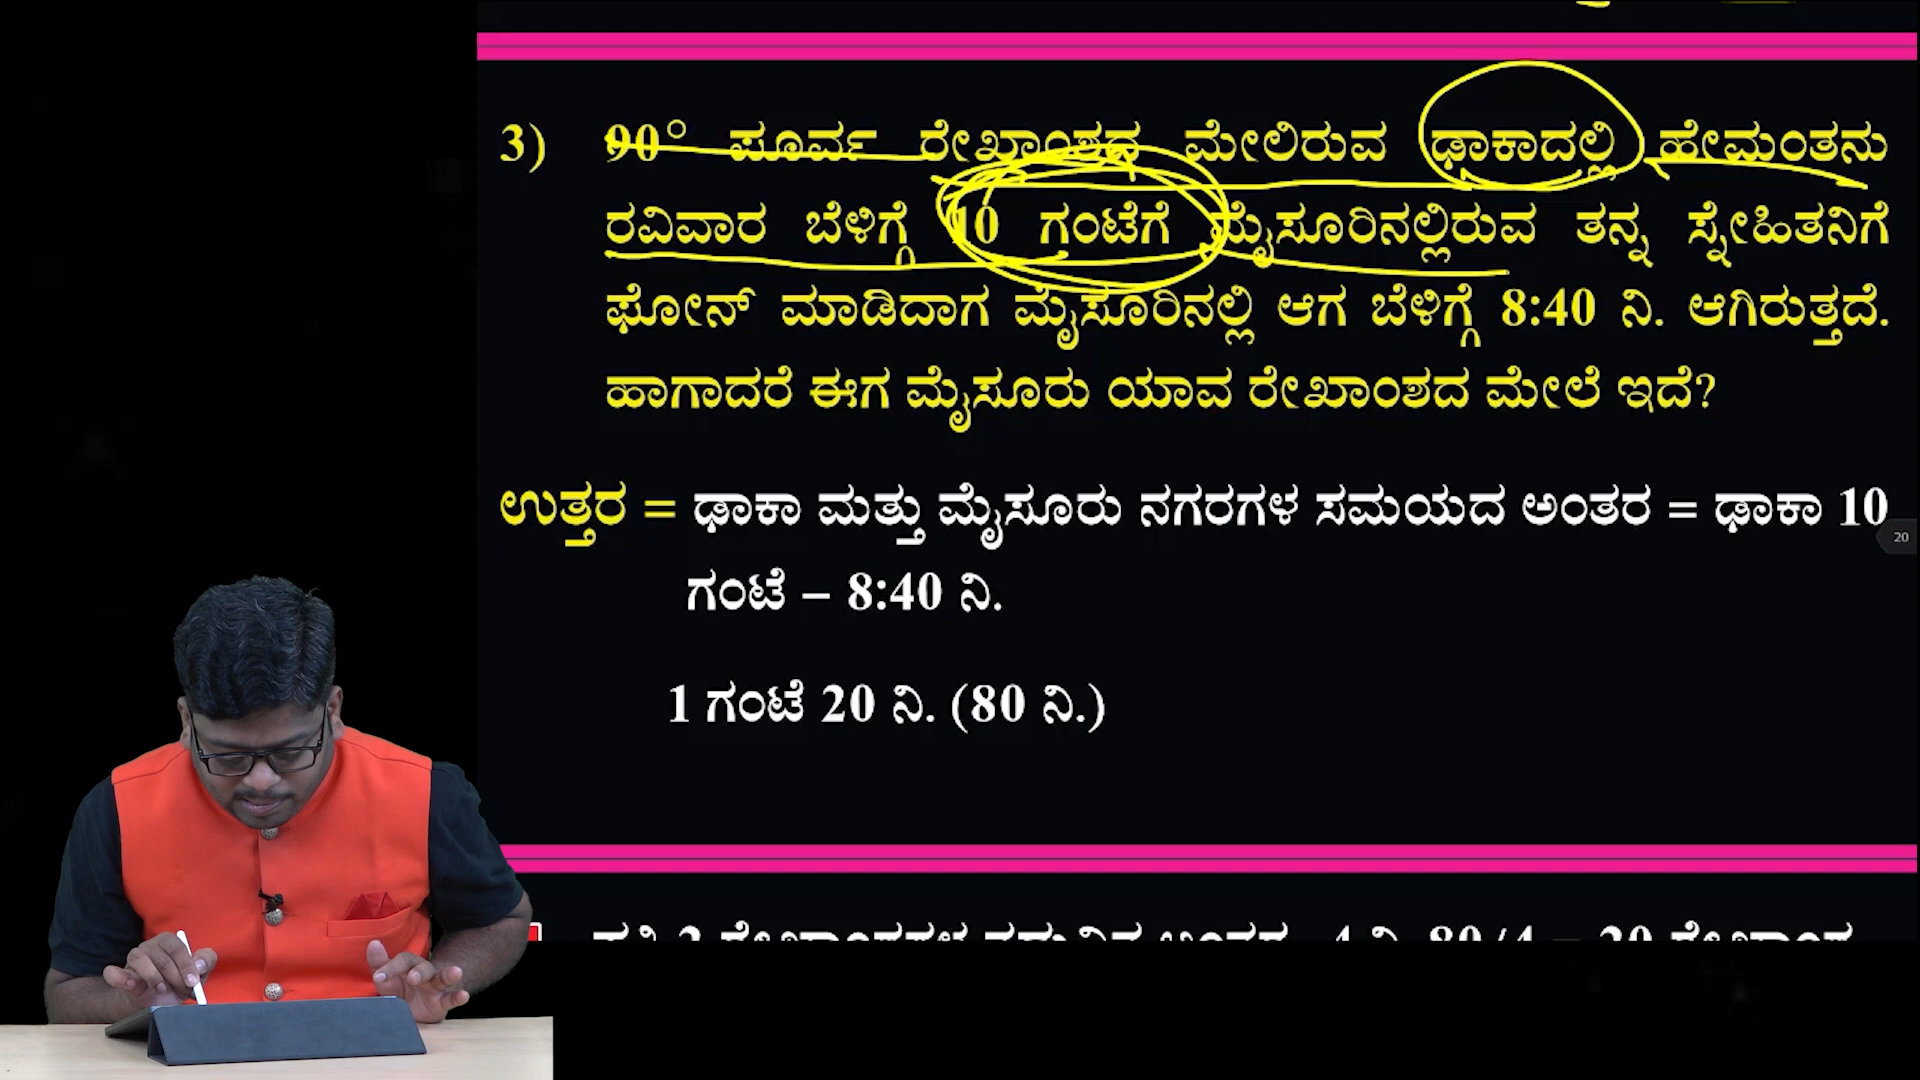 3) 90° ಪೂರ್ವ ರೇಖಾಂಶದ ಮೇಲಿರುವ ಢಾಕಾದಲ್ಲಿ ಹೇಮಂತನು
ರವಿವಾರ ಬೆಳಿಗ್ಗೆ 10 ಗಂಟೆಗೆ ಮೈಸೂರಿನಲ್ಲಿರುವ ತನ್ನ ಸ್ನೇಹಿತನಿಗೆ
ಫೋನ್ ಮಾಡಿದಾಗ ಮೈಸೂರಿನಲ್ಲಿ ಆಗ ಬೆಳಿಗ್ಗೆ 8:40 ನಿ. ಆಗಿರುತ್ತದೆ.
ಹಾಗಾದರೆ ಈಗ ಮೈಸೂರು ಯಾವ ರೇಖಾಂಶದ ಮೇಲೆ ಇದೆ?
ಉತ್ತರ = ಢಾಕಾ ಮತ್ತು ಮೈಸೂರು ನಗರಗಳ ಸಮಯದ ಅಂತರ = ಢಾಕಾ 10
20
ಗಂಟೆ – 8:40 ನಿ.
1 ಗಂಟೆ 20 ನಿ. (80 ನಿ.)